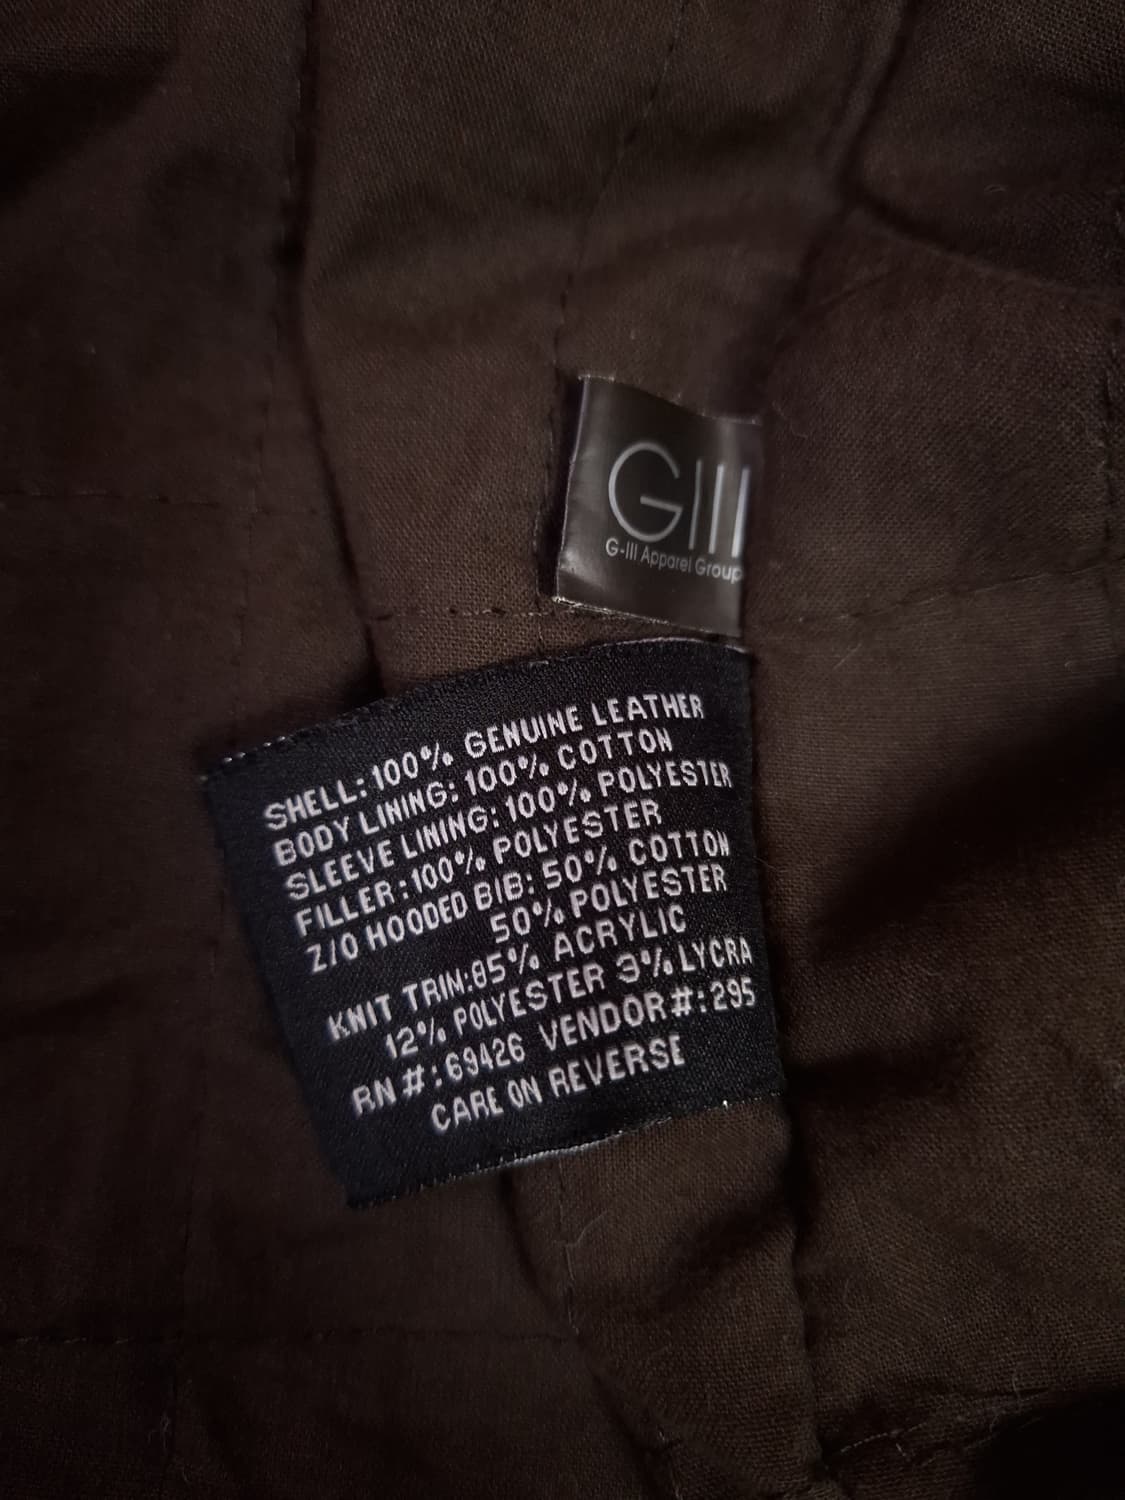 GIII
G-III Apparel Group
SHELL: 100% GENUINE LEATHER
BODY LINING: 100% COTTON
SLEEVE LINING: 100% POLYESTER
FILLER: 100% POLYESTER
Z/O HOODED BIB: 50% COTTON
50% POLYESTER
KNIT TRIN: 85% ACRYLIC
12% POLYESTER 3% LYCRA
RN #: 69426 VENDOR#: 295
CARE ON REVERSE